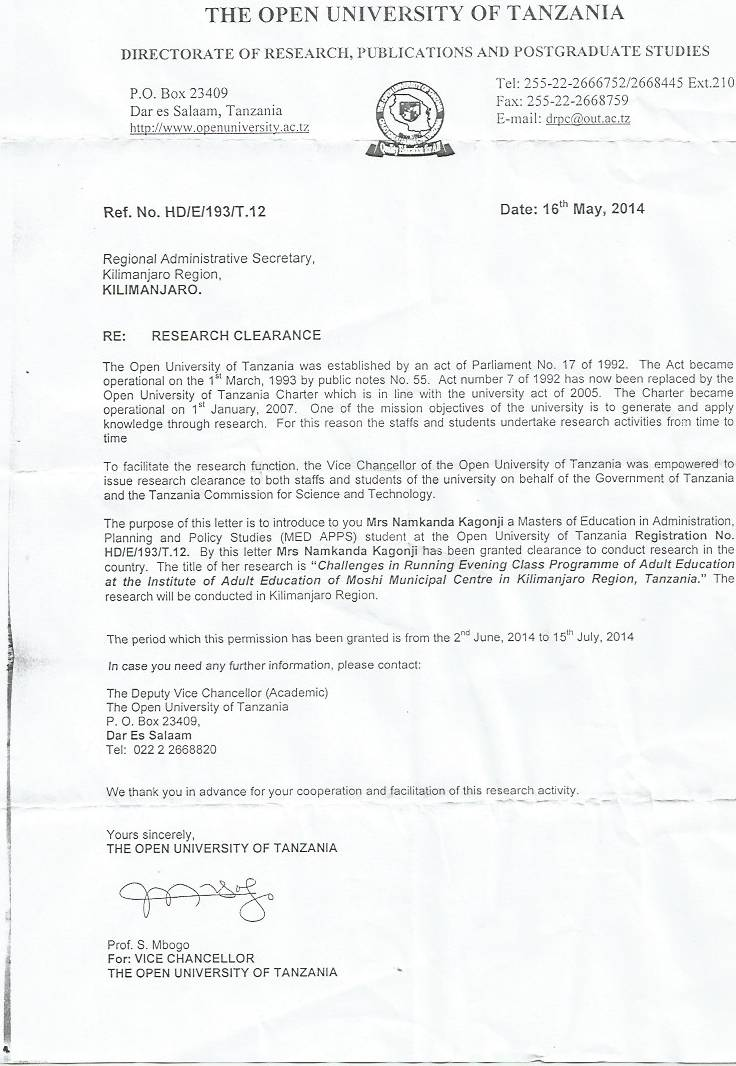 THE OPEN UNIVERSITY OF TANZANIA
DIRECTORATE OF RESEARCH, PUBLICATIONS AND POSTGRADUATE STUDIES
P.O. Box 23409
Dar es Salaam, Tanzania
http://www.openuniversity.ac.tz
Tel: 255-22-2666752/2668445 Ext.210
Fax: 255-22-2668759
E-mail: drpc@out.ac.tz
Ref. No. HD/E/193/T.12
Date: 16th May, 2014
Regional Administrative Secretary,
Kilimanjaro Region,
KILIMANJARO.
RE: RESEARCH CLEARANCE
The Open University of Tanzania was established by an act of Parliament No. 17 of 1992. The Act became
operational on the 1st March, 1993 by public notes No. 55. Act number 7 of 1992 has now been replaced by the
Open University of Tanzania Charter which is in line with the university act of 2005. The Charter became
operational on 1st January, 2007. One of the mission objectives of the university is to generate and apply
knowledge through research. For this reason the staffs and students undertake research activities from time to
time
To facilitate the research function, the Vice Chancellor of the Open University of Tanzania was empowered to
issue research clearance to both staffs and students of the university on behalf of the Government of Tanzania
and the Tanzania Commission for Science and Technology.
The purpose of this letter is to introduce to you Mrs Namkanda Kagonji a Masters of Education in Administration,
Planning and Policy Studies (MED APPS) student at the Open University of Tanzania Registration No.
HD/E/193/T.12. By this letter Mrs Namkanda Kagonji has been granted clearance to conduct research in the
country. The title of her research is “Challenges in Running Evening Class Programme of Adult Education
at the Institute of Adult Education of Moshi Municipal Centre in Kilimanjaro Region, Tanzania.” The
research will be conducted in Kilimanjaro Region.
The period which this permission has been granted is from the 2nd June, 2014 to 15th July, 2014
In case you need any further information, please contact:
The Deputy Vice Chancellor (Academic)
The Open University of Tanzania
P. O. Box 23409,
Dar Es Salaam
Tel: 022 2 2668820
We thank you in advance for your cooperation and facilitation of this research activity.
Yours sincerely,
THE OPEN UNIVERSITY OF TANZANIA
Prof. S. Mbogo
For: VICE CHANCELLOR
THE OPEN UNIVERSITY OF TANZANIA